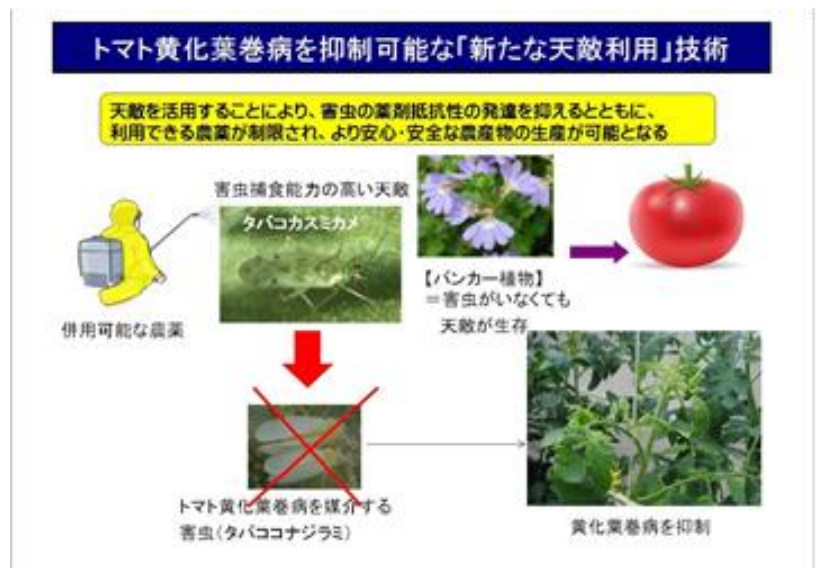 トマト黄化葉巻病を抑制可能な「新たな天敵利用」技術
天敵を活用することにより、害虫の薬剤抵抗性の発達を抑えるとともに、
利用できる農薬が制限され、より安心・安全な農産物の生産が可能となる
害虫捕食能力の高い天敵
タバコカスミカメ
併用可能な農薬
【バンカー植物】
＝害虫がいなくても
天敵が生存
トマト黄化葉巻病を媒介する
害虫（タバココナジラミ）
黄化葉巻病を抑制